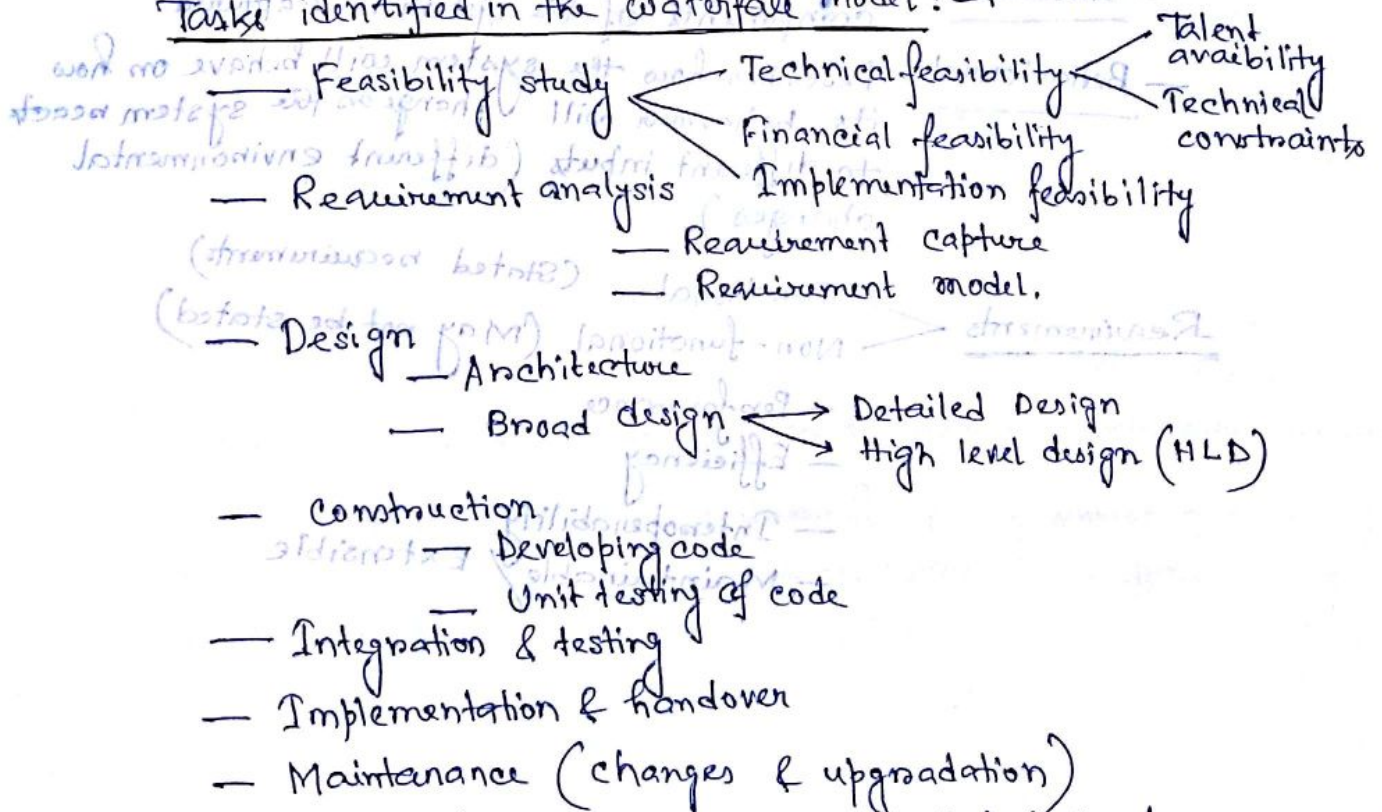 Tasks identified in the waterfall model:
— Feasibility study — Technical feasibility — Talent avaibility
Technical constraints
Financial feasibility
Implementation feasibility
— Requirement analysis
— Requirement capture
— Requirement model.
— Design
— Architecture
— Broad design → Detailed Design
→ High level design (HLD)
— Construction
— Developing code
— Unit testing of code
— Integration & testing
— Implementation & handover
— Maintenance (changes & upgradation)